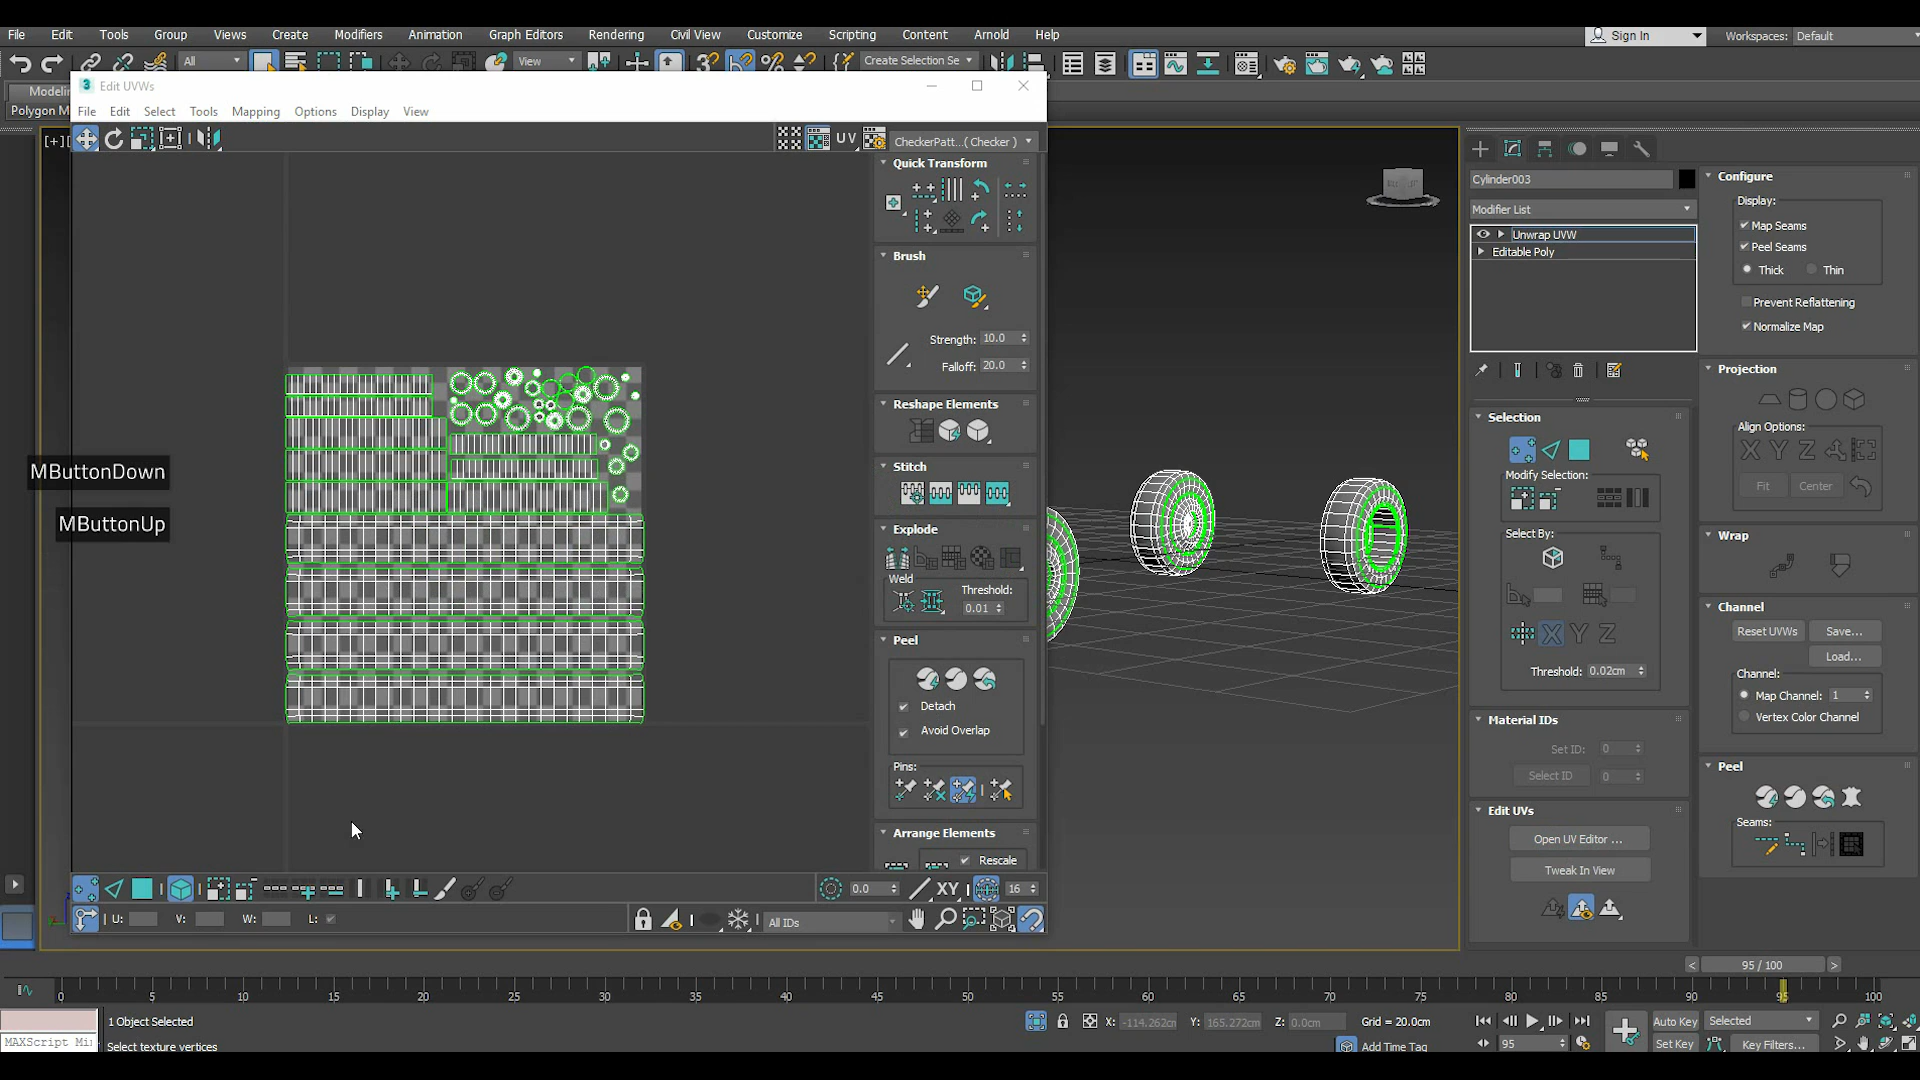 File Edit Tools Group Views Create Modifiers Animation Graph Editors Rendering Civil View Customize Scripting Content Arnold Help
Sign In Workspaces: Default
All View Create Selection Se
Edit UVWs
File Edit Select Tools Mapping Options Display View
Polygon M
[+][
UV CheckerPatt...( Checker )
Quick Transform
Brush
Strength: 10.0
Falloff: 20.0
Reshape Elements
Stitch
Explode
Weld Threshold:
0.01
Peel
Detach
Avoid Overlap
Pins:
Arrange Elements
Rescale
MButtonDown
MButtonUp
0.0 XY 16
U: V: W: L:
All IDs
Cylinder003
Modifier List
Unwrap UVW
Editable Poly
Selection
Modify Selection:
Select By:
X Y Z
Threshold: 0.02cm
Material IDs
Set ID: 0
Select ID 0
Edit UVs
Open UV Editor ...
Tweak In View
Configure
Display:
Map Seams
Peel Seams
Thick Thin
Prevent Reflattening
Normalize Map
Projection
Align Options:
X Y Z
Fit Center
Wrap
Channel
Reset UVWs Save...
Load...
Channel:
Map Channel: 1
Vertex Color Channel
Peel
Seams:
< 95 / 100 >
0 5 10 15 20 25 30 35 40 45 50 55 60 65 70 75 80 85 90 95 100
1 Object Selected
X: -114.262cm Y: 165.272cm Z: 0.0cm Grid = 20.0cm
Auto Key Selected
MAXScript Mi
Select texture vertices
Add Time Tag
95
Set Key Key Filters...